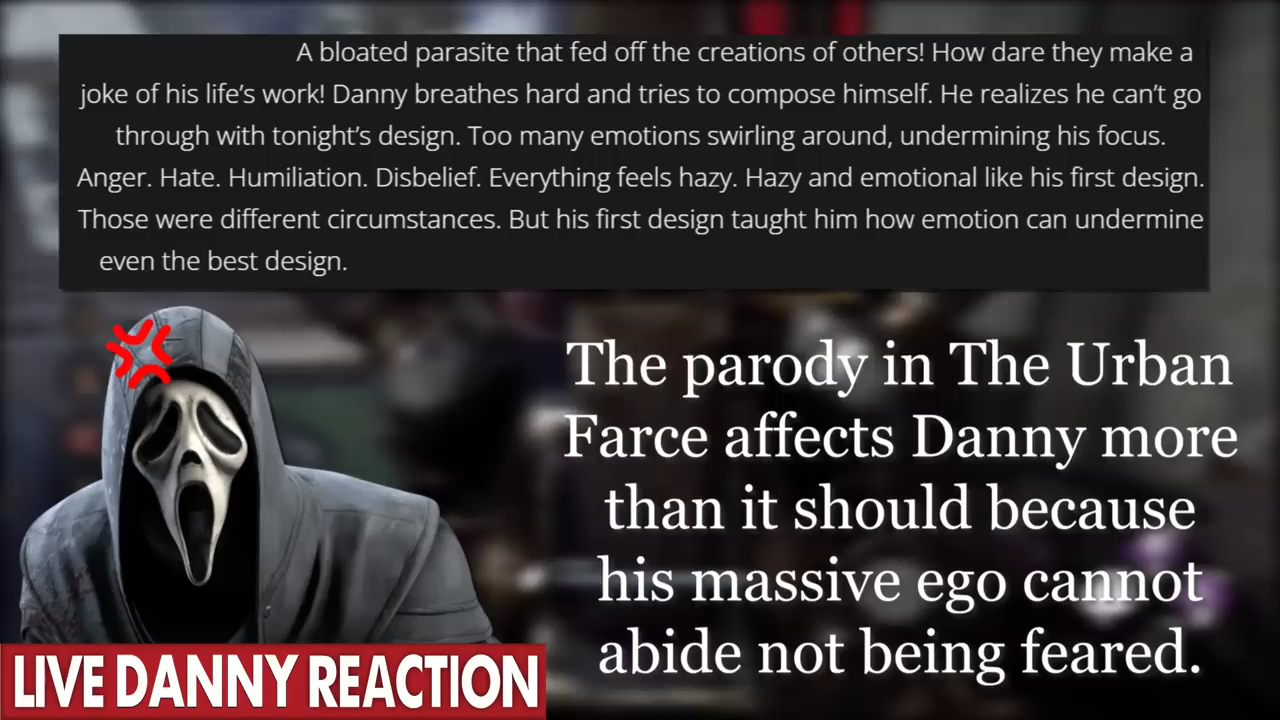 A bloated parasite that fed off the creations of others! How dare they make a
joke of his life’s work! Danny breathes hard and tries to compose himself. He realizes he can’t go
through with tonight’s design. Too many emotions swirling around, undermining his focus.
Anger. Hate. Humiliation. Disbelief. Everything feels hazy. Hazy and emotional like his first design.
Those were different circumstances. But his first design taught him how emotion can undermine
even the best design.
The parody in The Urban
Farce affects Danny more
than it should because
his massive ego cannot
abide not being feared.
LIVE DANNY REACTION